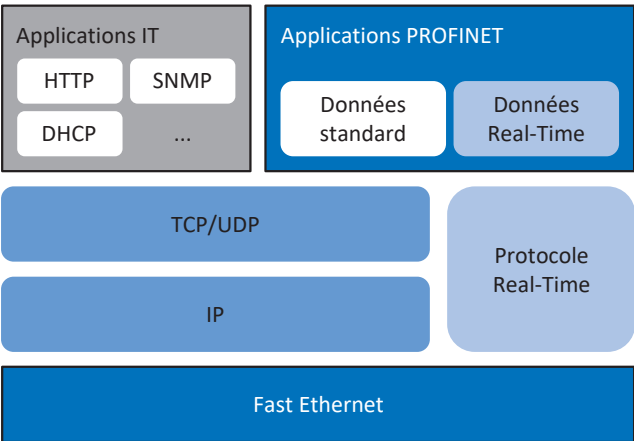 Applications IT
HTTP
SNMP
DHCP
...
Applications PROFINET
Données
standard
Données
Real-Time
TCP/UDP
IP
Protocole
Real-Time
Fast Ethernet